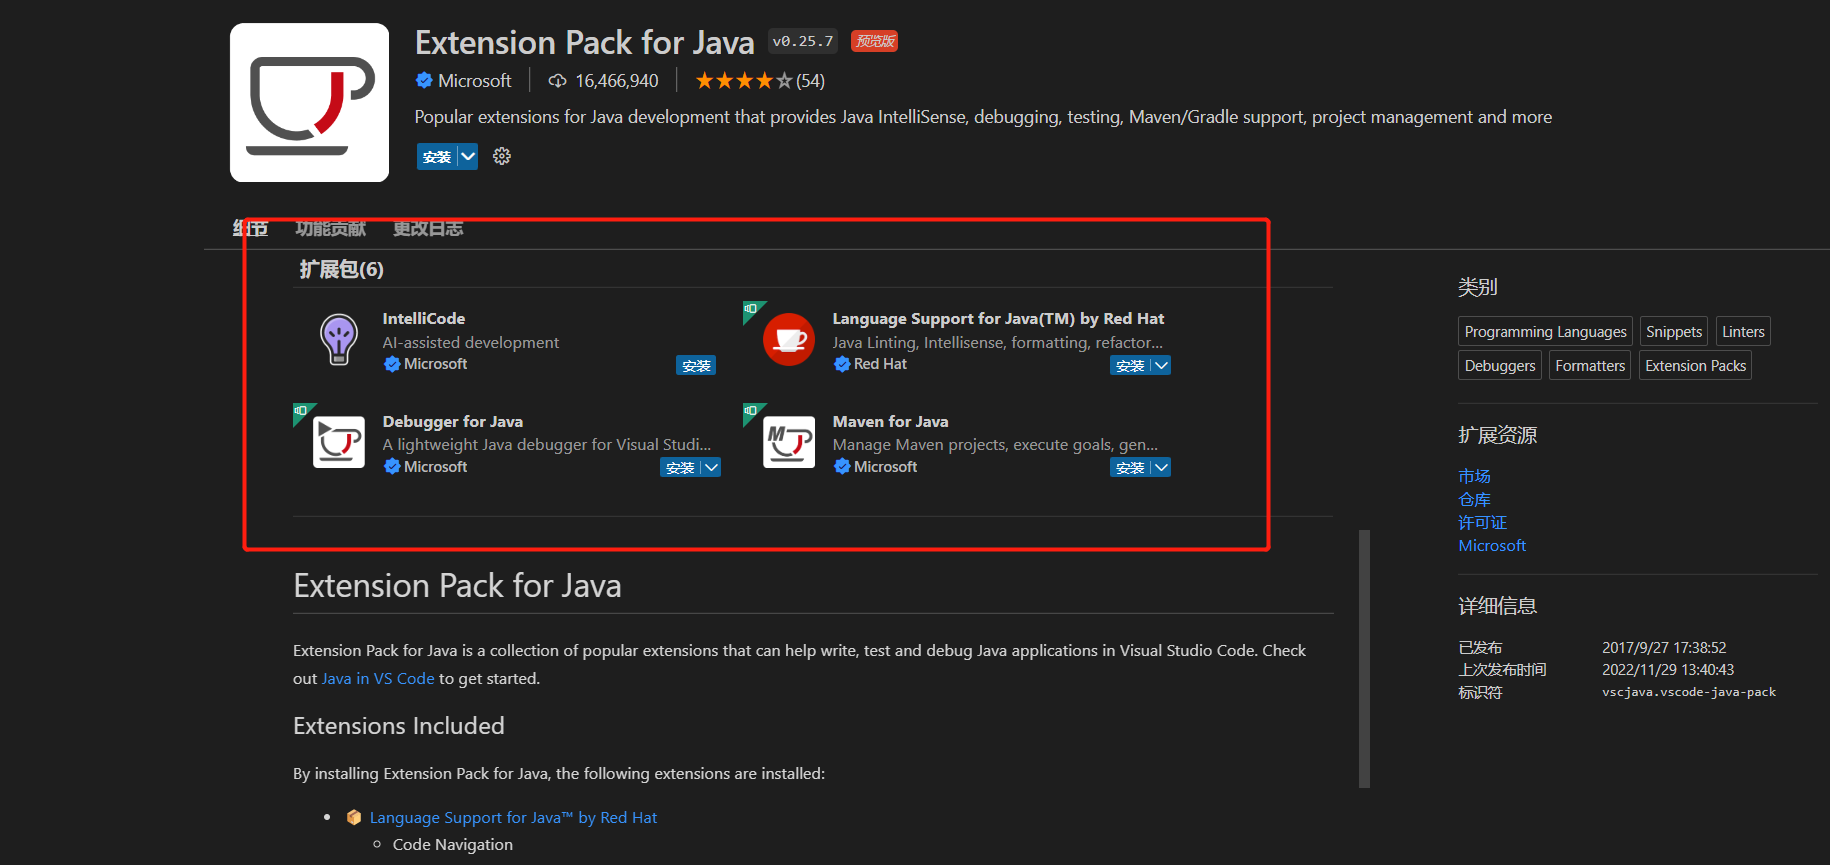 Extension Pack for Java v0.25.7 预览版
Microsoft 16,466,940 (54)
Popular extensions for Java development that provides Java IntelliSense, debugging, testing, Maven/Gradle support, project management and more
安装
细节 功能贡献 更改日志
扩展包(6)
IntelliCode
AI-assisted development
Microsoft 安装
Language Support for Java(TM) by Red Hat
Java Linting, Intellisense, formatting, refactor...
Red Hat 安装
Debugger for Java
A lightweight Java debugger for Visual Studi...
Microsoft 安装
M
Maven for Java
Manage Maven projects, execute goals, gen...
Microsoft 安装
Extension Pack for Java
Extension Pack for Java is a collection of popular extensions that can help write, test and debug Java applications in Visual Studio Code. Check
out Java in VS Code to get started.
Extensions Included
By installing Extension Pack for Java, the following extensions are installed:
• 📦 Language Support for Java™ by Red Hat
◦ Code Navigation
类别
Programming Languages Snippets Linters
Debuggers Formatters Extension Packs
扩展资源
市场
仓库
许可证
Microsoft
详细信息
已发布 2017/9/27 17:38:52
上次发布时间 2022/11/29 13:40:43
标识符 vscjava.vscode-java-pack